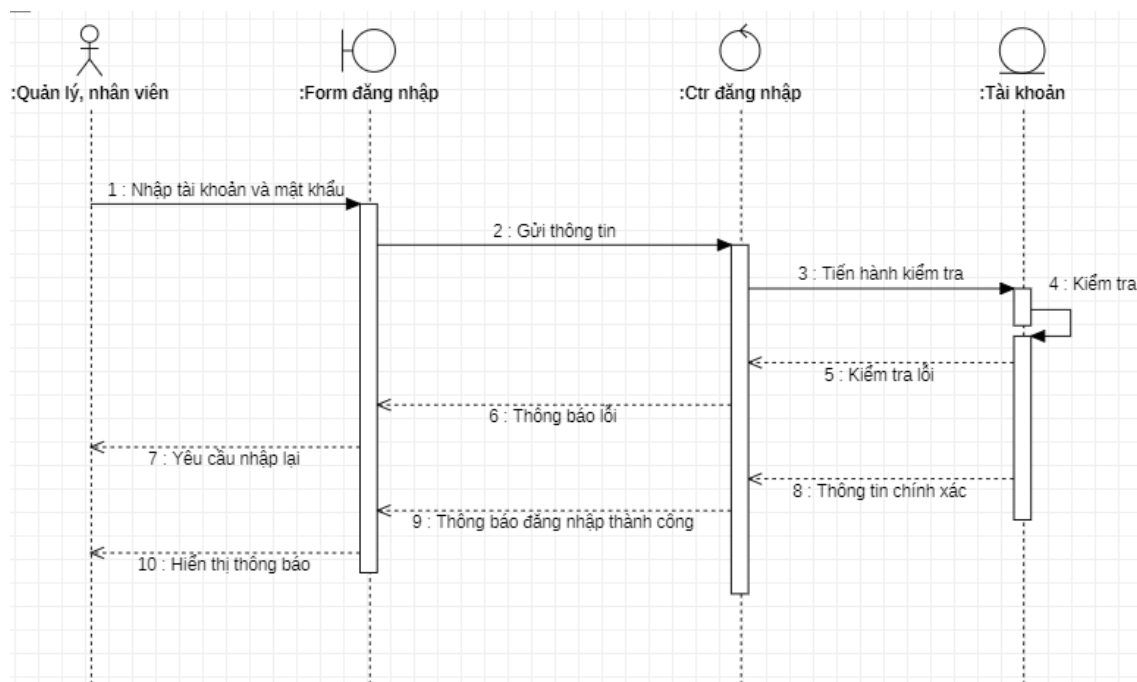 :Quản lý, nhân viên
:Form đăng nhập
:Ctr đăng nhập
:Tài khoản
1 : Nhập tài khoản và mật khẩu
2 : Gửi thông tin
3 : Tiến hành kiểm tra
4 : Kiểm tra
5 : Kiểm tra lỗi
6 : Thông báo lỗi
7 : Yêu cầu nhập lại
8 : Thông tin chính xác
9 : Thông báo đăng nhập thành công
10 : Hiển thị thông báo